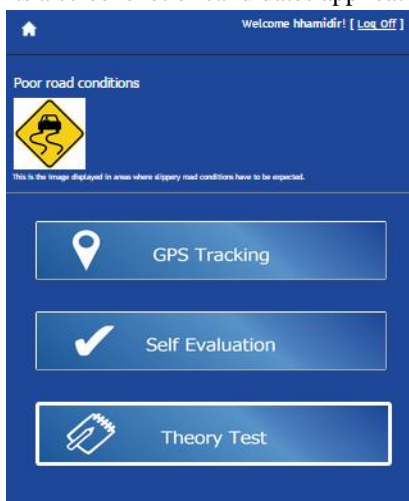 Welcome hhamidir! [ Log Off ]
Poor road conditions
This is the image displayed in areas where slippery road conditions have to be expected.
GPS Tracking
Self Evaluation
Theory Test